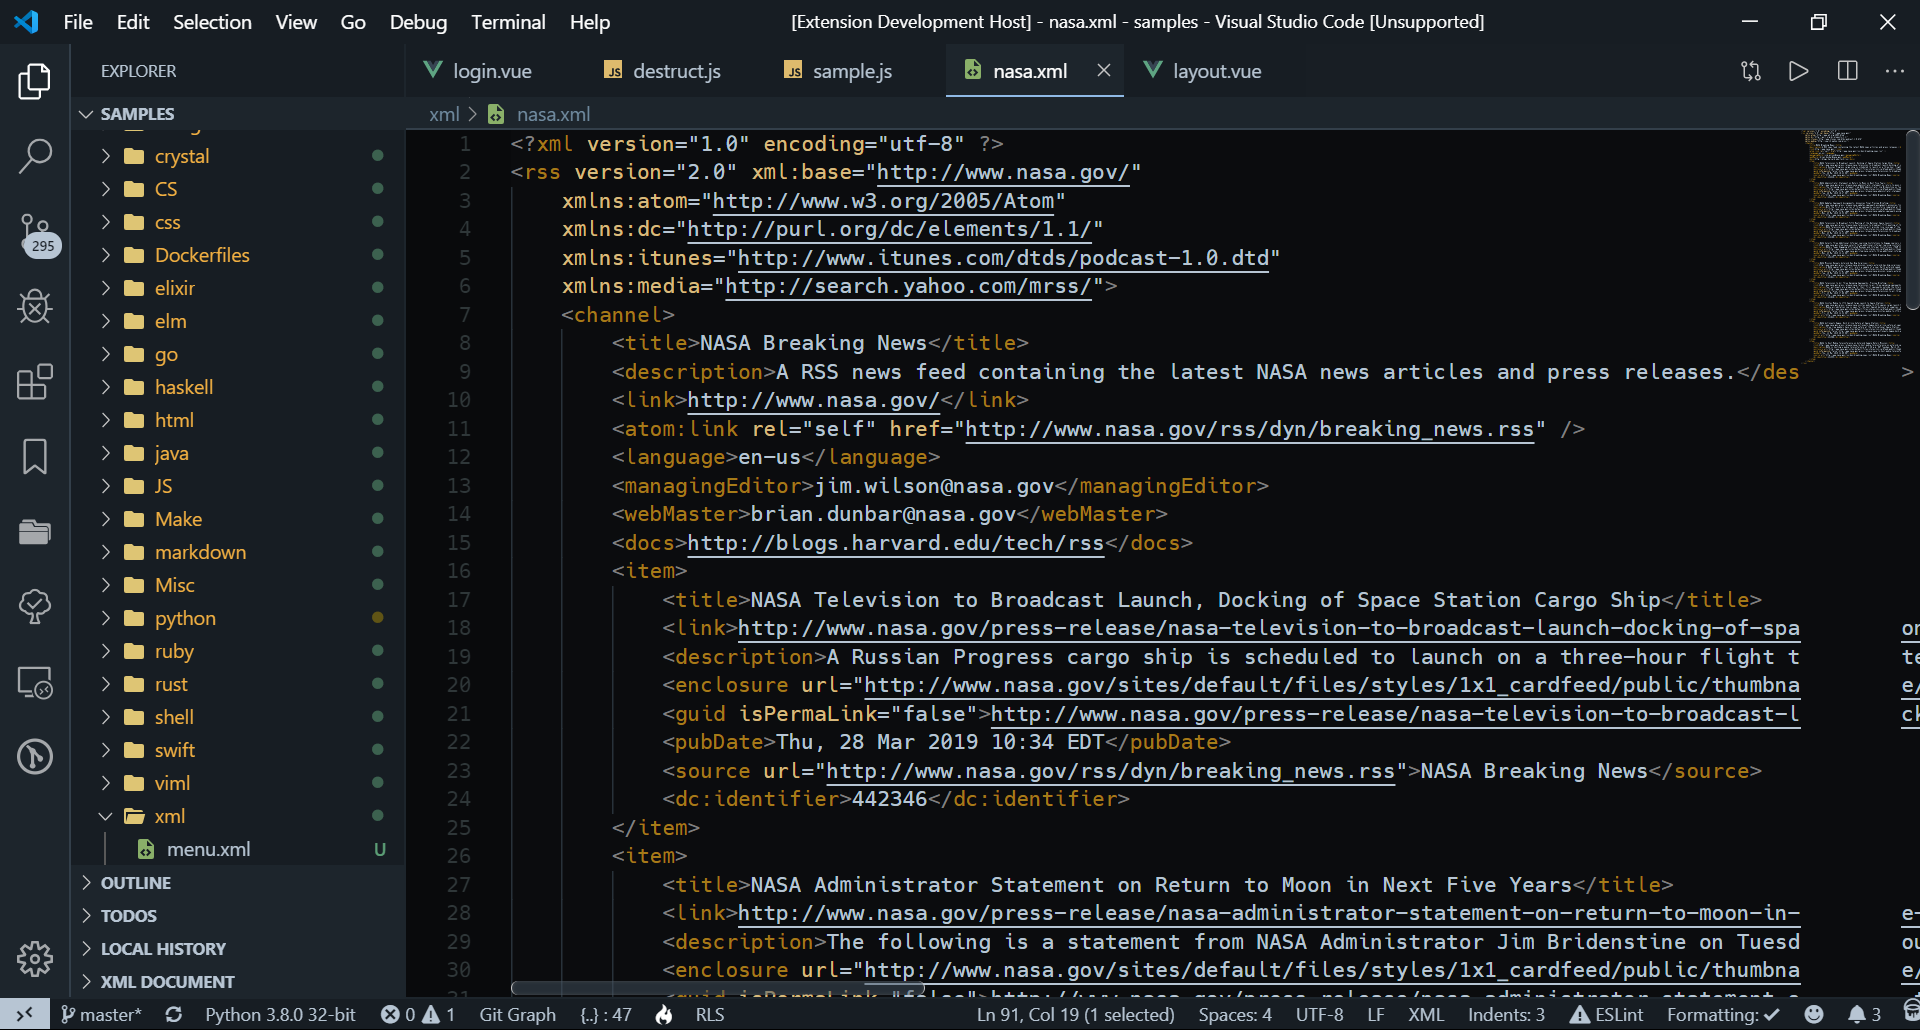 File Edit Selection View Go Debug Terminal Help
[Extension Development Host] - nasa.xml - samples - Visual Studio Code [Unsupported]
EXPLORER
login.vue
JS destruct.js
JS sample.js
nasa.xml
layout.vue
SAMPLES
crystal
CS
css
Dockerfiles
elixir
elm
go
haskell
html
java
JS
Make
markdown
Misc
python
ruby
rust
shell
swift
viml
xml
menu.xml U
OUTLINE
TODOS
LOCAL HISTORY
XML DOCUMENT
295
xml > nasa.xml
1 <?xml version="1.0" encoding="utf-8" ?>
2 <rss version="2.0" xml:base="http://www.nasa.gov/"
3 xmlns:atom="http://www.w3.org/2005/Atom"
4 xmlns:dc="http://purl.org/dc/elements/1.1/"
5 xmlns:itunes="http://www.itunes.com/dtds/podcast-1.0.dtd"
6 xmlns:media="http://search.yahoo.com/mrss/">
7 <channel>
8 <title>NASA Breaking News</title>
9 <description>A RSS news feed containing the latest NASA news articles and press releases.</des >
10 <link>http://www.nasa.gov/</link>
11 <atom:link rel="self" href="http://www.nasa.gov/rss/dyn/breaking_news.rss" />
12 <language>en-us</language>
13 <managingEditor>jim.wilson@nasa.gov</managingEditor>
14 <webMaster>brian.dunbar@nasa.gov</webMaster>
15 <docs>http://blogs.harvard.edu/tech/rss</docs>
16 <item>
17 <title>NASA Television to Broadcast Launch, Docking of Space Station Cargo Ship</title>
18 <link>http://www.nasa.gov/press-release/nasa-television-to-broadcast-launch-docking-of-spa
19 <description>A Russian Progress cargo ship is scheduled to launch on a three-hour flight t
20 <enclosure url="http://www.nasa.gov/sites/default/files/styles/1x1_cardfeed/public/thumbna
21 <guid isPermaLink="false">http://www.nasa.gov/press-release/nasa-television-to-broadcast-l
22 <pubDate>Thu, 28 Mar 2019 10:34 EDT</pubDate>
23 <source url="http://www.nasa.gov/rss/dyn/breaking_news.rss">NASA Breaking News</source>
24 <dc:identifier>442346</dc:identifier>
25 </item>
26 <item>
27 <title>NASA Administrator Statement on Return to Moon in Next Five Years</title>
28 <link>http://www.nasa.gov/press-release/nasa-administrator-statement-on-return-to-moon-in-
29 <description>The following is a statement from NASA Administrator Jim Bridenstine on Tuesd
30 <enclosure url="http://www.nasa.gov/sites/default/files/styles/1x1_cardfeed/public/thumbna
master* Python 3.8.0 32-bit 0 1 Git Graph {..} : 47 RLS Ln 91, Col 19 (1 selected) Spaces: 4 UTF-8 LF XML Indents: 3 ESLint Formatting: 3